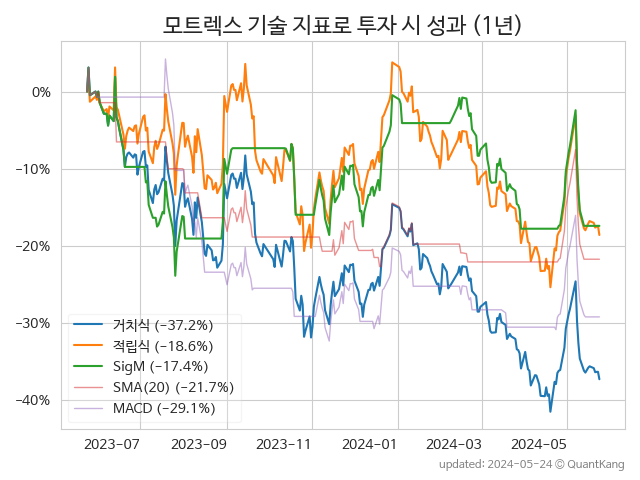 모트렉스 기술 지표로 투자 시 성과 (1년)
0%
−10%
−20%
−30%
−40%
거치식 (−37.2%)
적립식 (−18.6%)
SigM (−17.4%)
SMA(20) (−21.7%)
MACD (−29.1%)
2023−07
2023−09
2023−11
2024−01
2024−03
2024−05
updated: 2024−05−24 © QuantKang